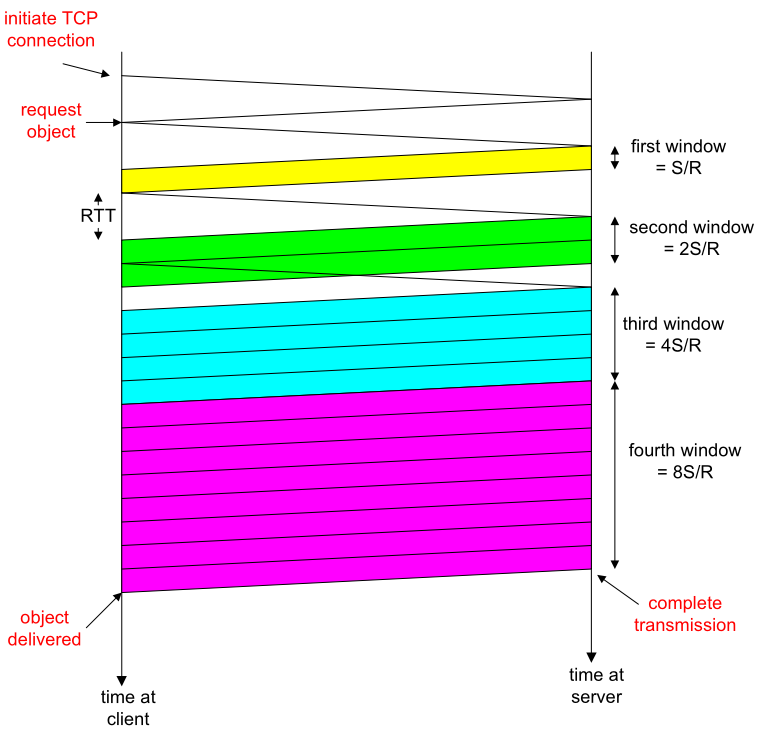 initiate TCP
connection
request
object
first window
= S/R
RTT
second window
= 2S/R
third window
= 4S/R
fourth window
= 8S/R
object
delivered
complete
transmission
time at
client
time at
server